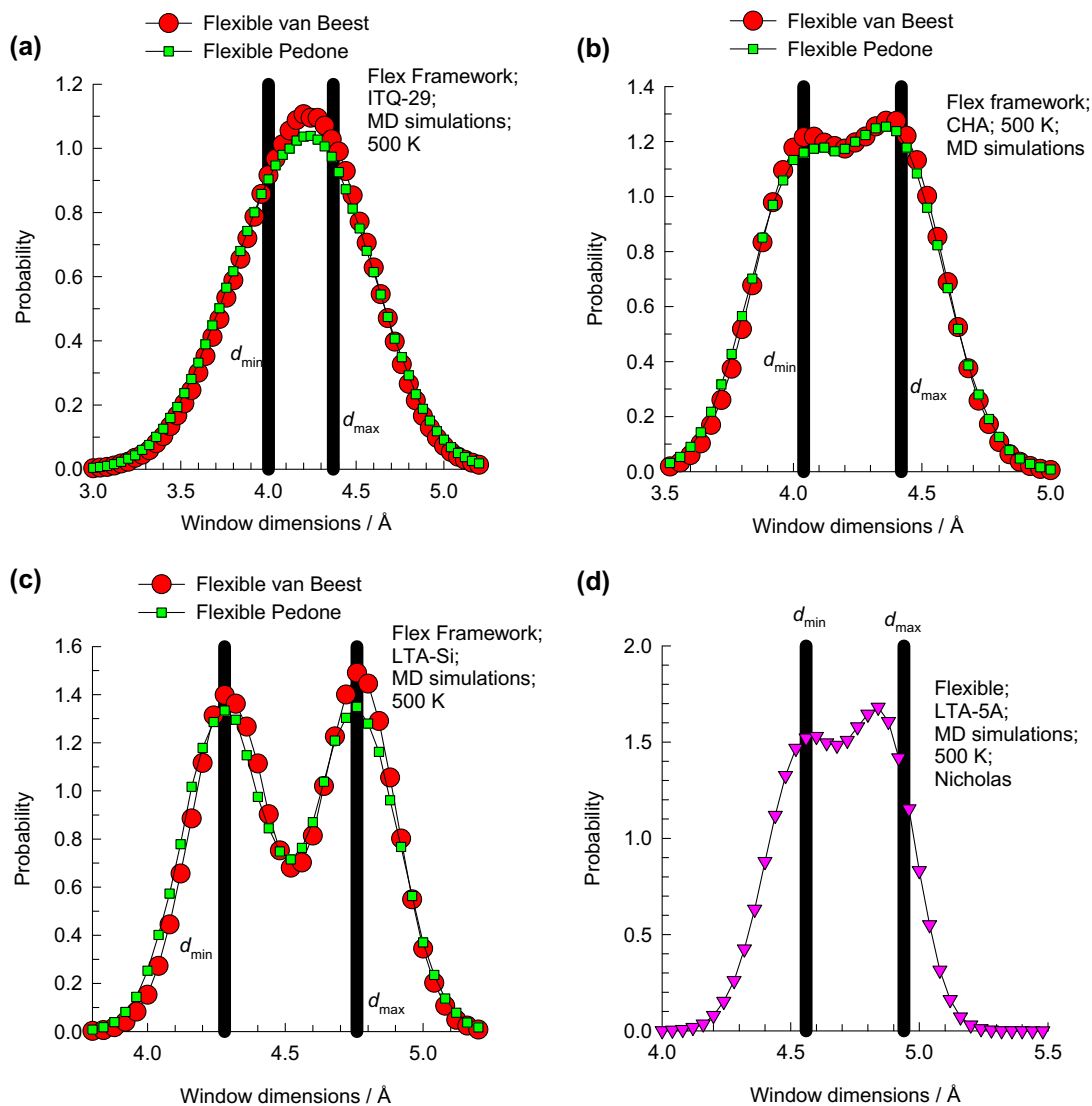 (a)
Flexible van Beest
Flexible Pedone
Flex Framework;
ITQ-29;
MD simulations;
500 K
Probability
1.2
1.0
0.8
0.6
0.4
0.2
0.0
dmin
dmax
3.0 3.5 4.0 4.5 5.0
Window dimensions / Å
(b)
Flexible van Beest
Flexible Pedone
Flex framework;
CHA; 500 K;
MD simulations
Probability
1.4
1.2
1.0
0.8
0.6
0.4
0.2
0.0
dmin
dmax
3.5 4.0 4.5 5.0
Window dimensions / Å
(c)
Flexible van Beest
Flexible Pedone
Flex Framework;
LTA-Si;
MD simulations;
500 K
Probability
1.6
1.4
1.2
1.0
0.8
0.6
0.4
0.2
0.0
dmin
dmax
4.0 4.5 5.0
Window dimensions / Å
(d)
dmin
dmax
Flexible;
LTA-5A;
MD simulations;
500 K;
Nicholas
Probability
2.0
1.5
1.0
0.5
0.0
4.0 4.5 5.0 5.5
Window dimensions / Å